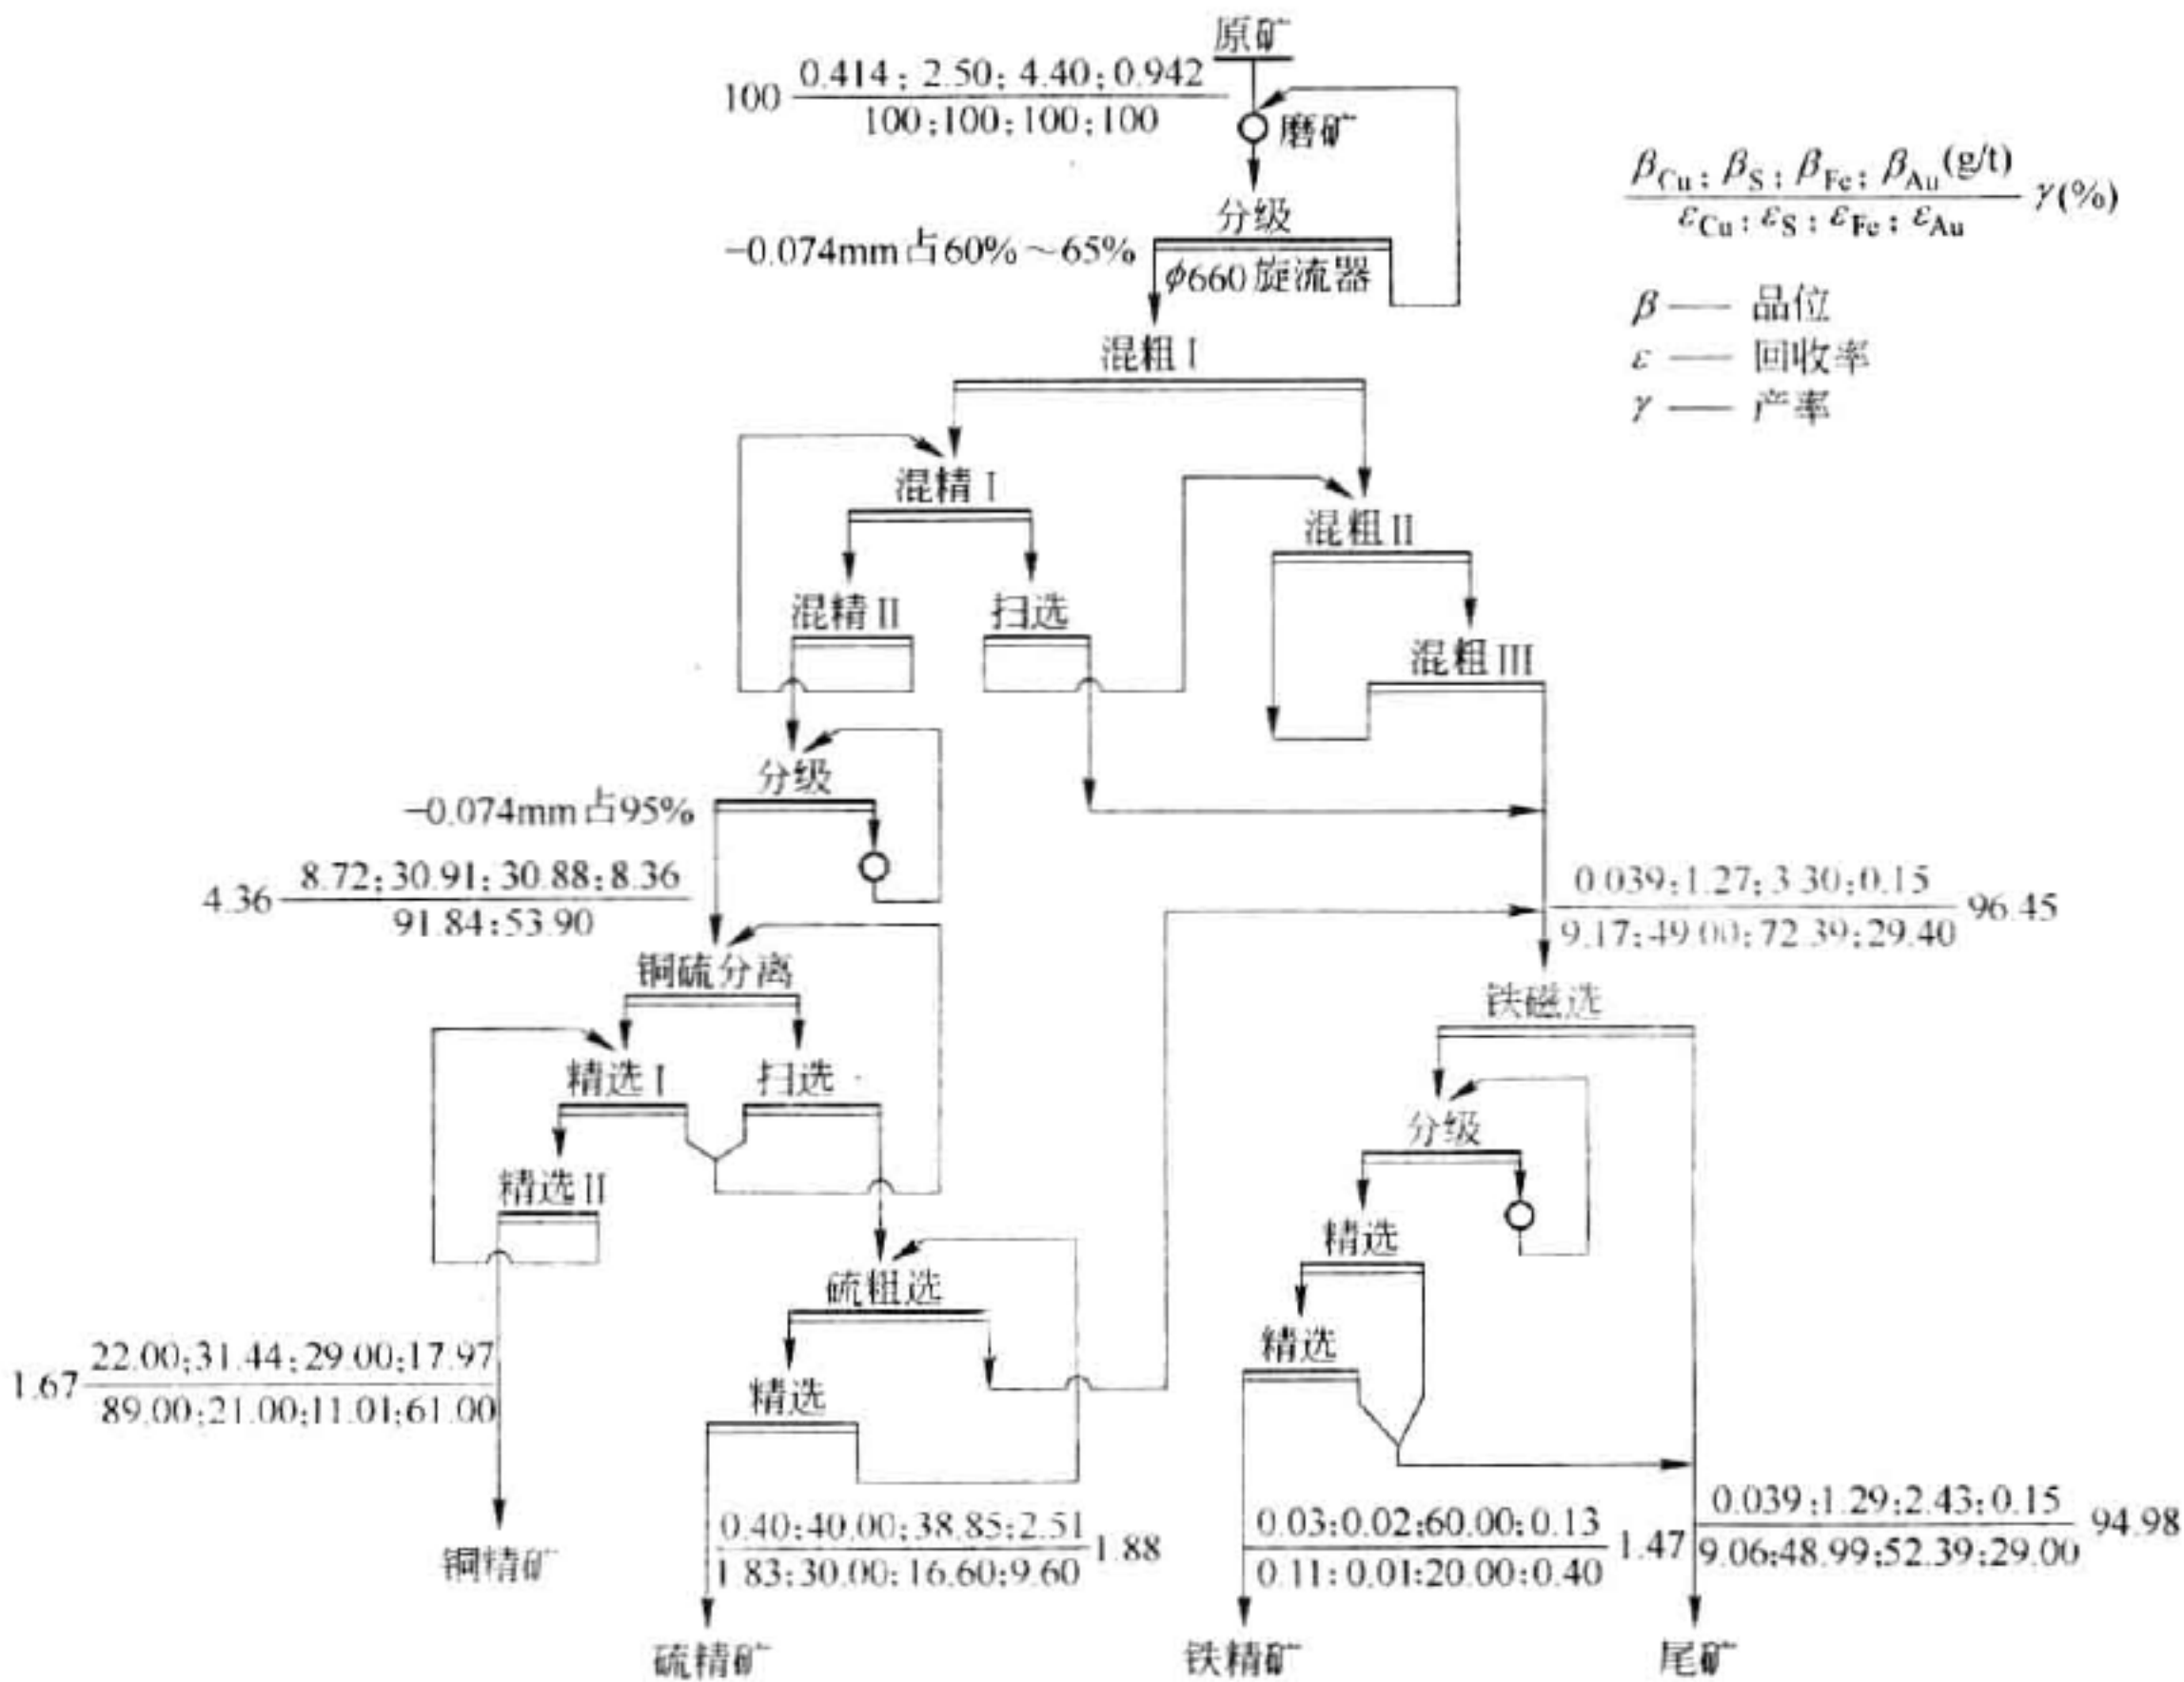 原矿
100 0.414; 2.50; 4.40; 0.942
100;100;100;100
磨矿
βCu; βS; βFe; βAu(g/t)
εCu; εS; εFe; εAu
γ(%)
分级
−0.074mm占60%～65%
ϕ660旋流器
β —— 品位
ε —— 回收率
γ —— 产率
混粗 I
混精 I
混粗 II
混精 II
扫选
混粗 III
分级
−0.074mm占95%
4.36 8.72;30.91;30.88;8.36
91.84;53.90
0.039;1.27;3.30;0.15
9.17;49.00;72.39;29.40
96.45
铜硫分离
铁磁选
精选 I
扫选
分级
精选 II
精选
硫粗选
精选
1.67 22.00;31.44;29.00;17.97
89.00;21.00;11.01;61.00
精选
0.40;40.00;38.85;2.51
1.83;30.00;16.60;9.60
1.88
0.03;0.02;60.00;0.13
0.11;0.01;20.00;0.40
1.47
0.039;1.29;2.43;0.15
9.06;48.99;52.39;29.00
94.98
铜精矿
硫精矿
铁精矿
尾矿